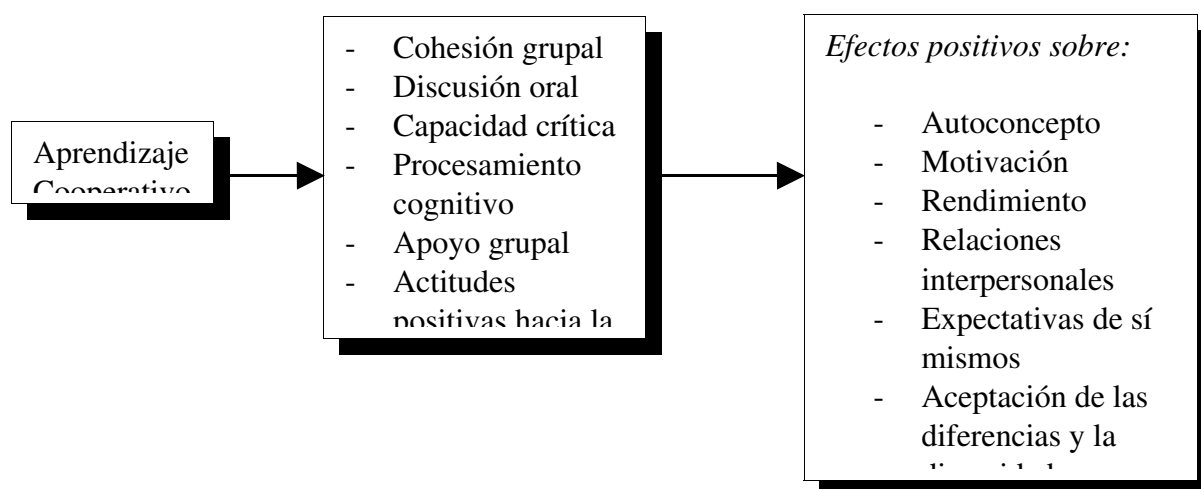 Aprendizaje
Cooperativo
- Cohesión grupal
- Discusión oral
- Capacidad crítica
- Procesamiento
cognitivo
- Apoyo grupal
- Actitudes
positivas hacia la
Efectos positivos sobre:
- Autoconcepto
- Motivación
- Rendimiento
- Relaciones
interpersonales
- Expectativas de sí
mismos
- Aceptación de las
diferencias y la